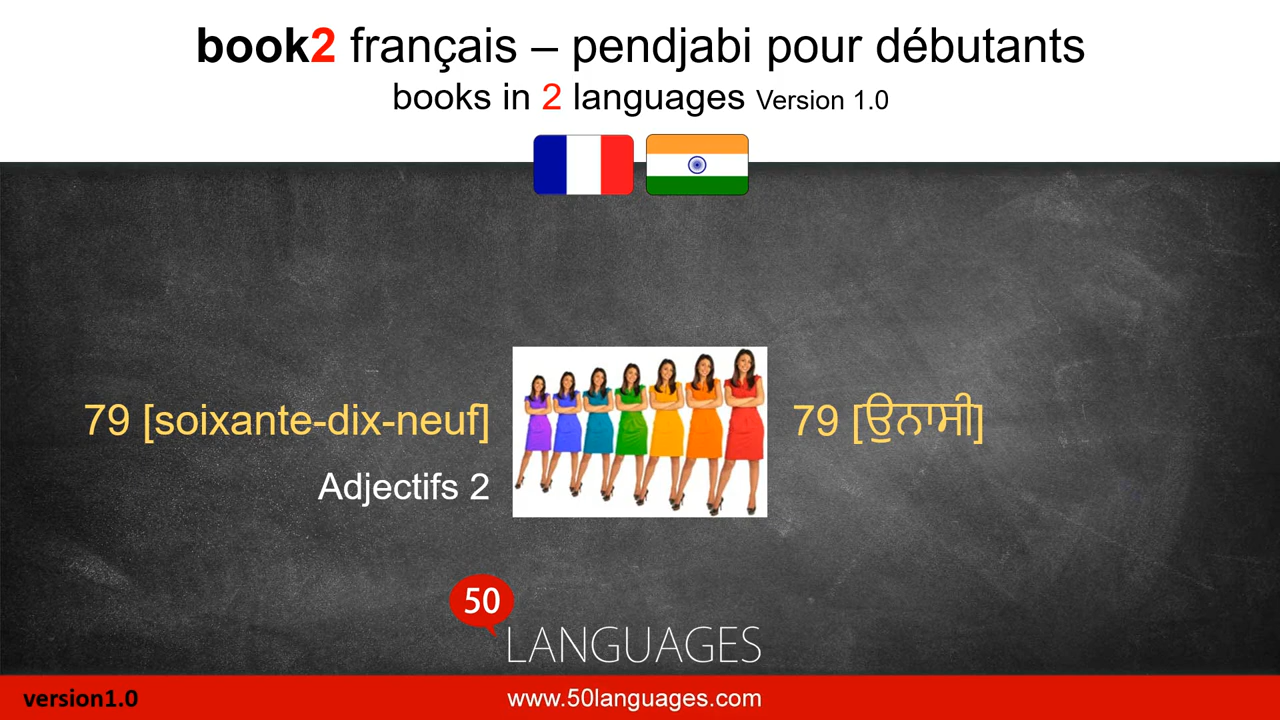 book2 français – pendjabi pour débutants
books in 2 languages Version 1.0
79 [soixante-dix-neuf]
Adjectifs 2
79 [ਉਨਾਸੀ]
50
LANGUAGES
version1.0
www.50languages.com